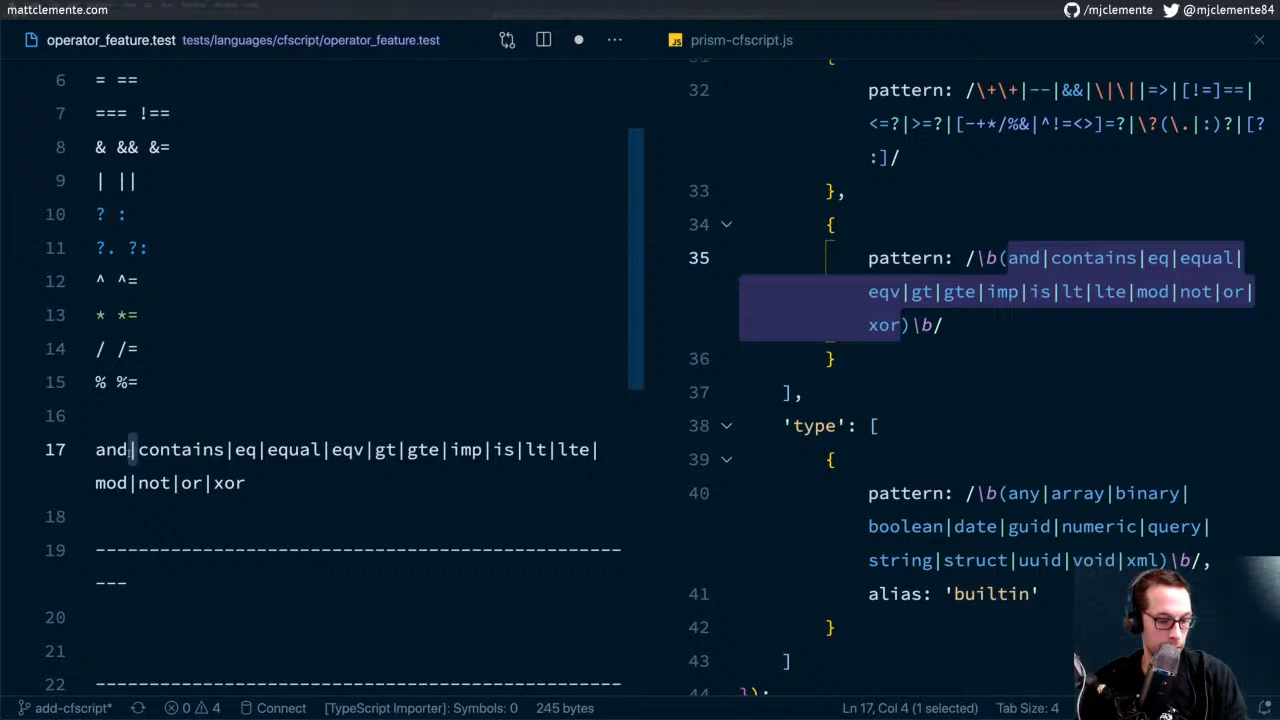 mattclemente.com
/mjclemente @mjclemente84
operator_feature.test tests/languages/cfscript/operator_feature.test
prism-cfscript.js
6 = ==
7 === !==
8 & && &=
9 | ||
10 ? :
11 ?. ?:
12 ^ ^=
13 * *=
14 / /=
15 % %=
16
17 and|contains|eq|equal|eqv|gt|gte|imp|is|lt|lte|
mod|not|or|xor
18
19 -------------------------------------------------
---
20
21
22 -------------------------------------------------
{
32 pattern: /\+\+|--|&&|\|\||=>|[!=]==|
<=?|>=?|[-+*/%&|^!=<>]=?|\?(\.|:)?|[?
:]/
33 },
34 {
35 pattern: /\b(and|contains|eq|equal|
eqv|gt|gte|imp|is|lt|lte|mod|not|or|
xor)\b/
36 }
37 ],
38 'type': [
39 {
40 pattern: /\b(any|array|binary|
boolean|date|guid|numeric|query|
string|struct|uuid|void|xml)\b/,
41 alias: 'builtin'
42 }
43 ]
44 });
add-cfscript* 0 4 Connect [TypeScript Importer]: Symbols: 0 245 bytes Ln 17, Col 4 (1 selected) Tab Size: 4